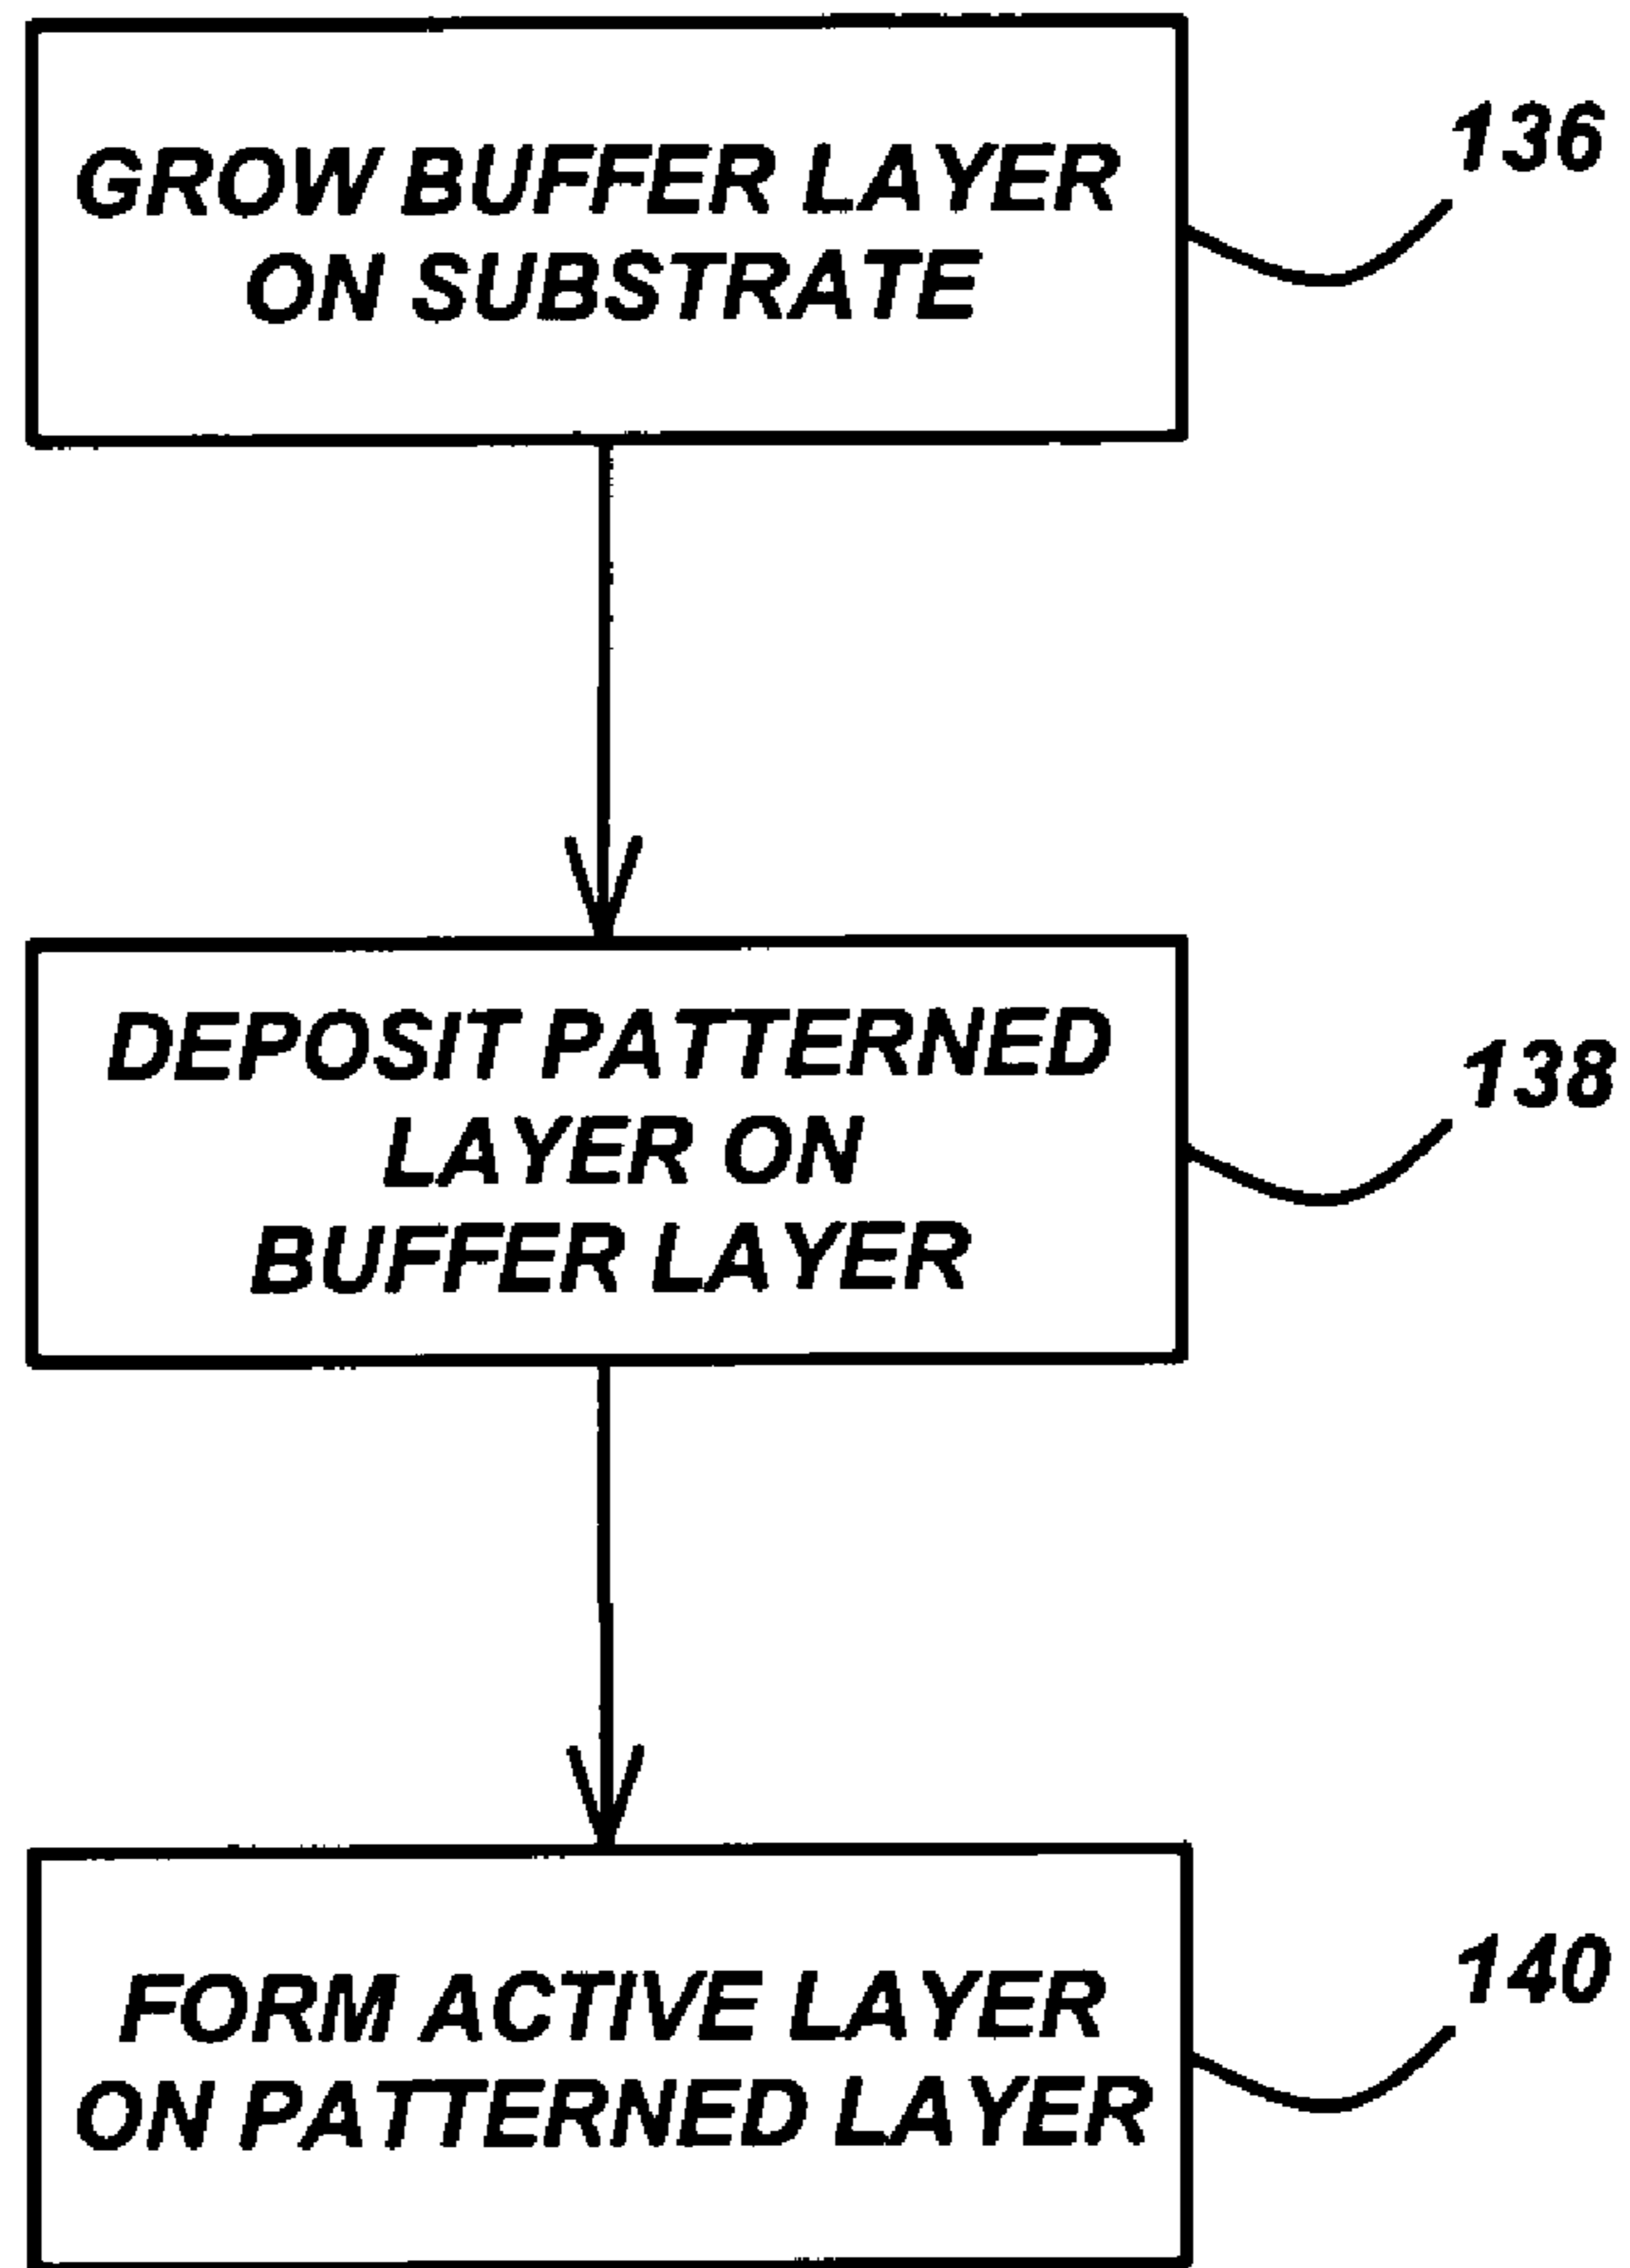 GROW BUFFER LAYER
ON SUBSTRATE
136
DEPOSIT PATTERNED
LAYER ON
BUFFER LAYER
138
FORM ACTIVE LAYER
ON PATTERNED LAYER
140